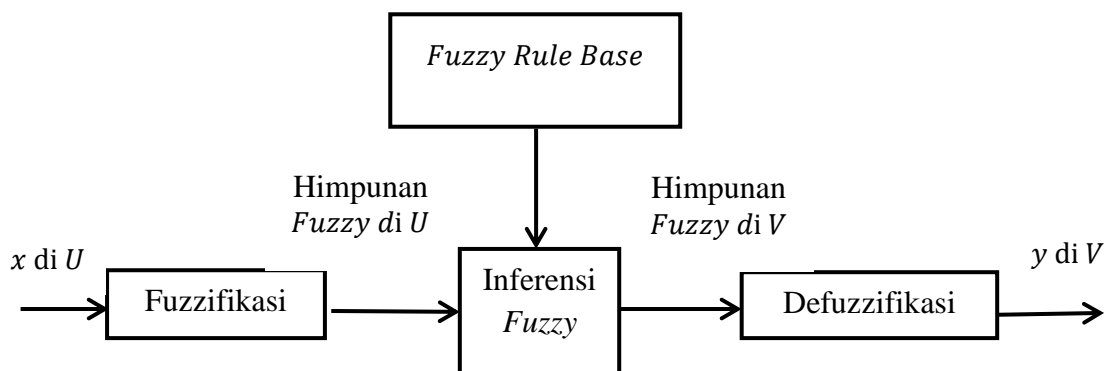 Fuzzy Rule Base
Himpunan
Fuzzy di U
Himpunan
Fuzzy di V
x di U
Fuzzifikasi
Inferensi
Fuzzy
Defuzzifikasi
y di V